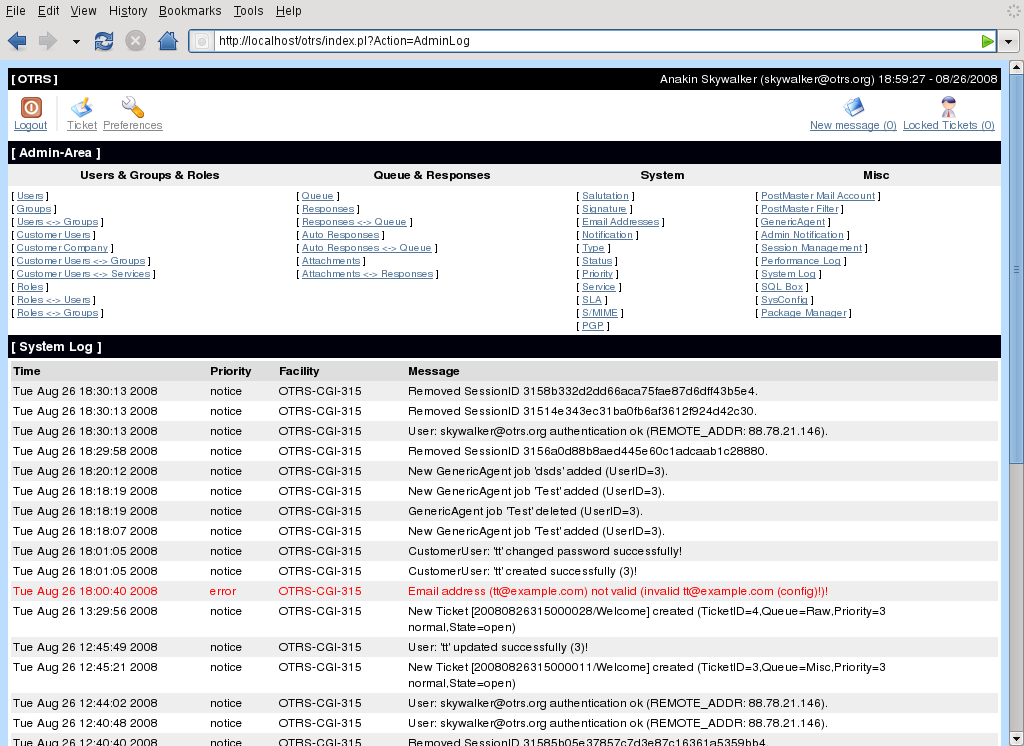 File Edit View History Bookmarks Tools Help
http://localhost/otrs/index.pl?Action=AdminLog
[ OTRS ] Anakin Skywalker (skywalker@otrs.org) 18:59:27 - 08/26/2008
Logout Ticket Preferences New message (0) Locked Tickets (0)
[ Admin-Area ]
Users & Groups & Roles Queue & Responses System Misc
[ Users ] [ Queue ] [ Salutation ] [ PostMaster Mail Account ]
[ Groups ] [ Responses ] [ Signature ] [ PostMaster Filter ]
[ Users <-> Groups ] [ Responses <-> Queue ] [ Email Addresses ] [ GenericAgent ]
[ Customer Users ] [ Auto Responses ] [ Notification ] [ Admin Notification ]
[ Customer Company ] [ Auto Responses <-> Queue ] [ Type ] [ Session Management ]
[ Customer Users <-> Groups ] [ Attachments ] [ Status ] [ Performance Log ]
[ Customer Users <-> Services ] [ Attachments <-> Responses ] [ Priority ] [ System Log ]
[ Roles ] [ Service ] [ SQL Box ]
[ Roles <-> Users ] [ SLA ] [ SysConfig ]
[ Roles <-> Groups ] [ S/MIME ] [ Package Manager ]
[ PGP ]
[ System Log ]
Time Priority Facility Message
Tue Aug 26 18:30:13 2008 notice OTRS-CGI-315 Removed SessionID 3158b332d2dd66aca75fae87d6dff43b5e4.
Tue Aug 26 18:30:13 2008 notice OTRS-CGI-315 Removed SessionID 31514e343ec31ba0fb6af3612f924d42c30.
Tue Aug 26 18:30:13 2008 notice OTRS-CGI-315 User: skywalker@otrs.org authentication ok (REMOTE_ADDR: 88.78.21.146).
Tue Aug 26 18:29:58 2008 notice OTRS-CGI-315 Removed SessionID 3156a0d88b8aed445e60c1adcaab1c28880.
Tue Aug 26 18:20:12 2008 notice OTRS-CGI-315 New GenericAgent job 'dsds' added (UserID=3).
Tue Aug 26 18:18:19 2008 notice OTRS-CGI-315 New GenericAgent job 'Test' added (UserID=3).
Tue Aug 26 18:18:19 2008 notice OTRS-CGI-315 GenericAgent job 'Test' deleted (UserID=3).
Tue Aug 26 18:18:07 2008 notice OTRS-CGI-315 New GenericAgent job 'Test' added (UserID=3).
Tue Aug 26 18:01:05 2008 notice OTRS-CGI-315 CustomerUser: 'tt' changed password successfully!
Tue Aug 26 18:01:05 2008 notice OTRS-CGI-315 CustomerUser: 'tt' created successfully (3)!
Tue Aug 26 18:00:40 2008 error OTRS-CGI-315 Email address (tt@example.com) not valid (invalid tt@example.com (config)!)!
Tue Aug 26 13:29:56 2008 notice OTRS-CGI-315 New Ticket [20080826315000028/Welcome] created (TicketID=4,Queue=Raw,Priority=3
normal,State=open)
Tue Aug 26 12:45:49 2008 notice OTRS-CGI-315 User: 'tt' updated successfully (3)!
Tue Aug 26 12:45:21 2008 notice OTRS-CGI-315 New Ticket [20080826315000011/Welcome] created (TicketID=3,Queue=Misc,Priority=3
normal,State=open)
Tue Aug 26 12:44:02 2008 notice OTRS-CGI-315 User: skywalker@otrs.org authentication ok (REMOTE_ADDR: 88.78.21.146).
Tue Aug 26 12:40:48 2008 notice OTRS-CGI-315 User: skywalker@otrs.org authentication ok (REMOTE_ADDR: 88.78.21.146).
Tue Aug 26 12:40:40 2008 notice OTRS-CGI-315 Removed SessionID 31585b05e37857c7d3e87c16361a5359bb4.